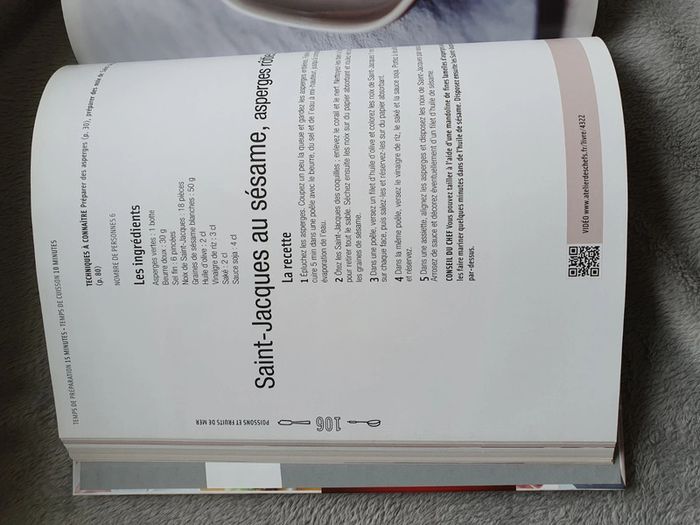 TEMPS DE PRÉPARATION 15 MINUTES - TEMPS DE CUISSON 10 MINUTES
TECHNIQUES À CONNAÎTRE Préparer des asperges (p. 30), préparer des noix de
(p. 80)
NOMBRE DE PERSONNES 6
Les ingrédients
Asperges vertes : 1 botte
Beurre doux : 30 g
Sel fin : 6 pincées
Noix de Saint-Jacques : 18 pièces
Graines de sésame blanches : 50 g
Huile d'olive : 2 cl
Vinaigre de riz : 3 cl
Saké : 2 cl
Sauce soja : 4 cl
Saint-Jacques au sésame, asperges rôties
La recette
1 Épluchez les asperges. Coupez un peu la queue et gardez les asperges entières.
cuire 5 min dans une poêle avec le beurre, du sel et de l'eau à mi-hauteur, jusqu'à
évaporation de l'eau.
2 Ôtez les Saint-Jacques des coquilles ; enlevez le corail et le nerf. Nettoyez les
pour retirer tout le sable. Séchez ensuite les noix sur du papier absorbant et
les graines de sésame.
3 Dans une poêle, versez un filet d'huile d'olive et colorez les noix de Saint-Jacques
sur chaque face, puis salez-les et réservez-les sur du papier absorbant
4 Dans la même poêle, versez le vinaigre de riz, le saké et la sauce soja. Portez à
et réservez.
5 Dans une assiette, alignez les asperges et disposez les noix de Saint-Jacques
Arrosez de sauce et décorez éventuellement d'un filet d'huile de sésame.
CONSEIL DU CHEF Vous pouvez tailler à l'aide d'une mandoline de fines lamelles d'asperges
les faire mariner quelques minutes dans de l'huile de sésame. Disposez ensuite les
par-dessus.
VIDÉO www.atelierdeschefs.fr/livre/4322
106
POISSONS ET FRUITS DE MER